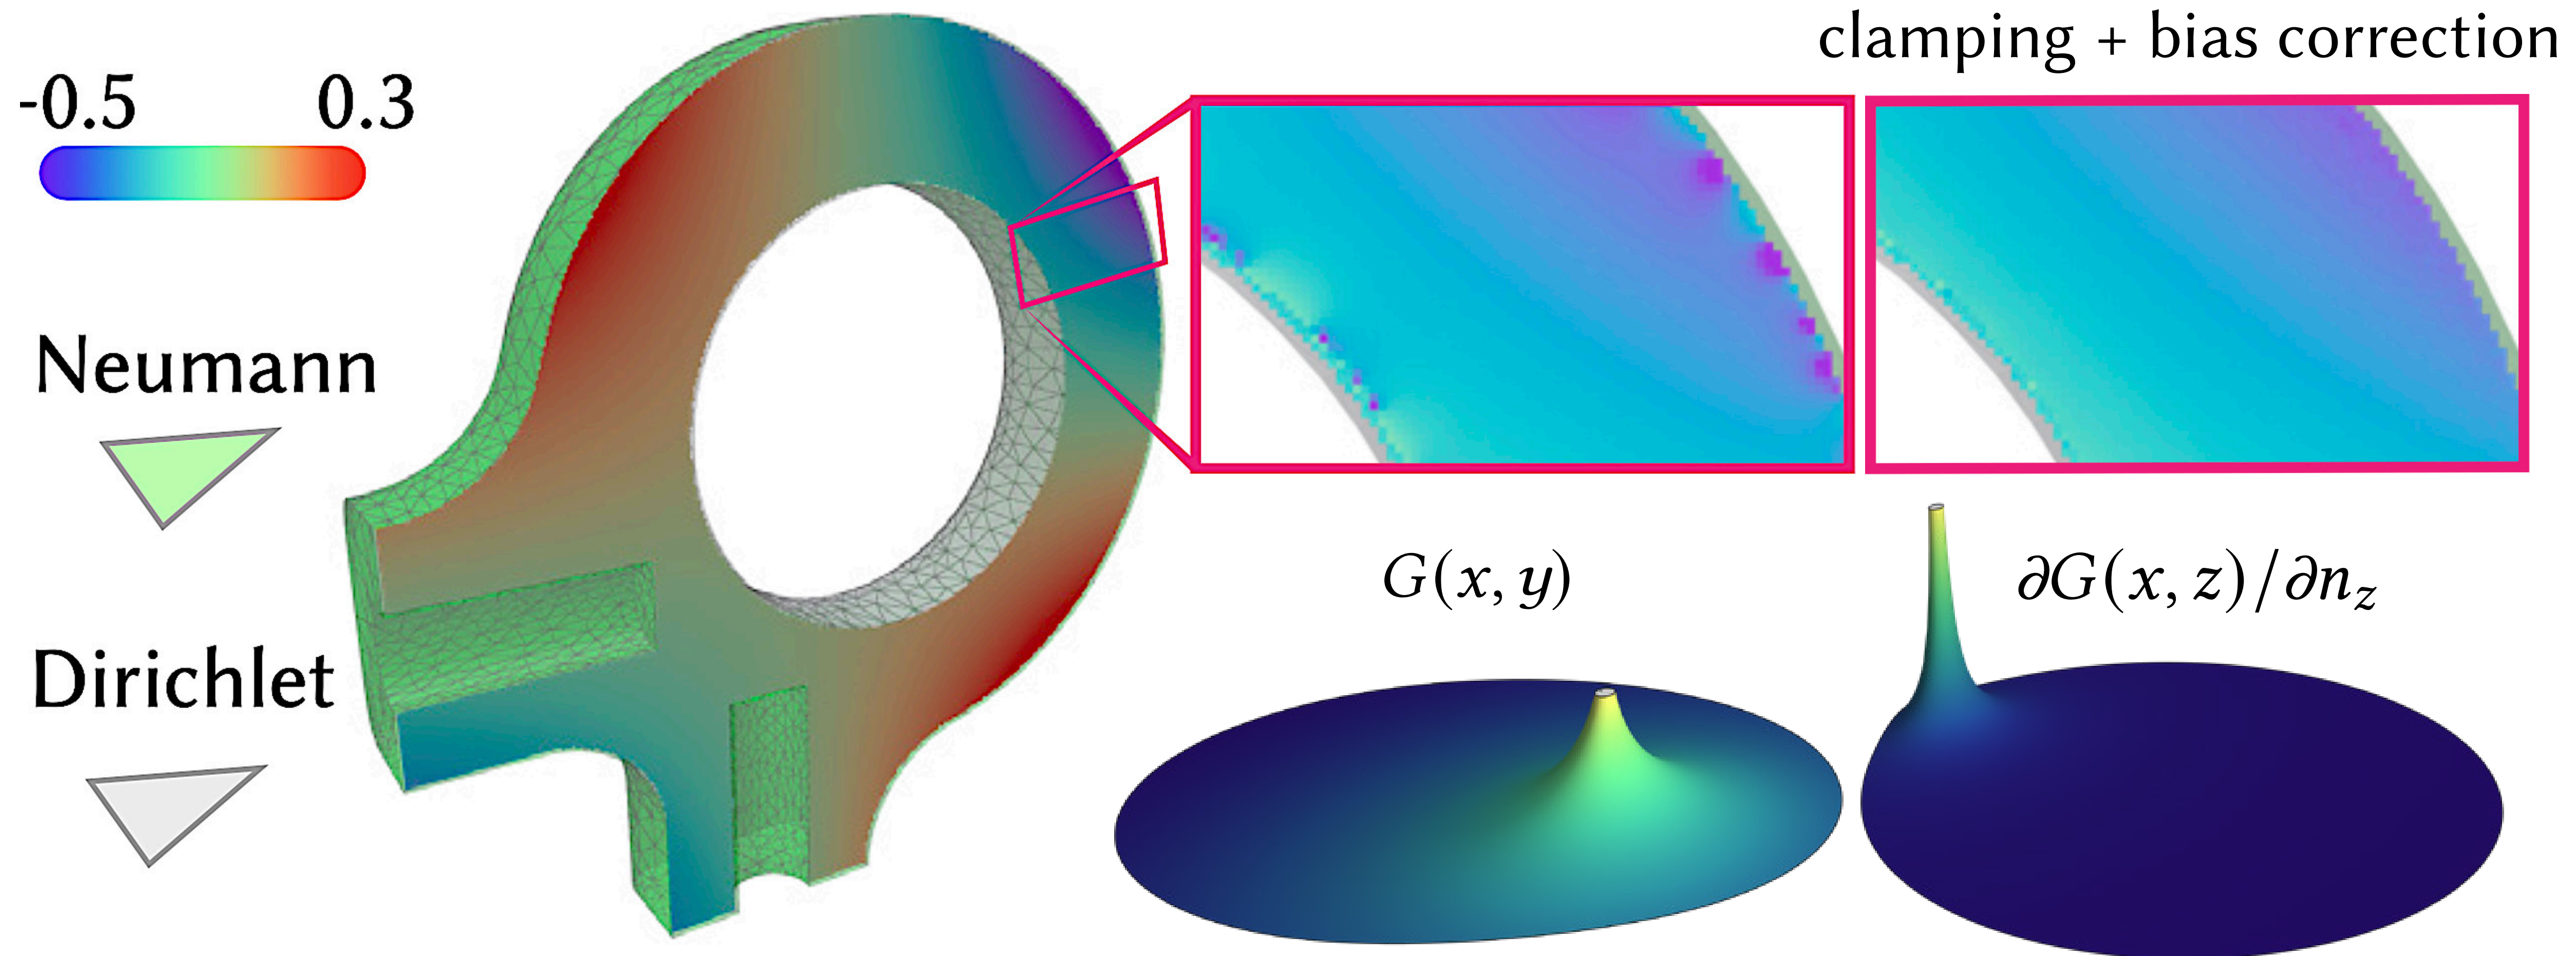 clamping + bias correction
-0.5 0.3
Neumann
G(x, y) ∂G(x, z)/∂n_z
Dirichlet